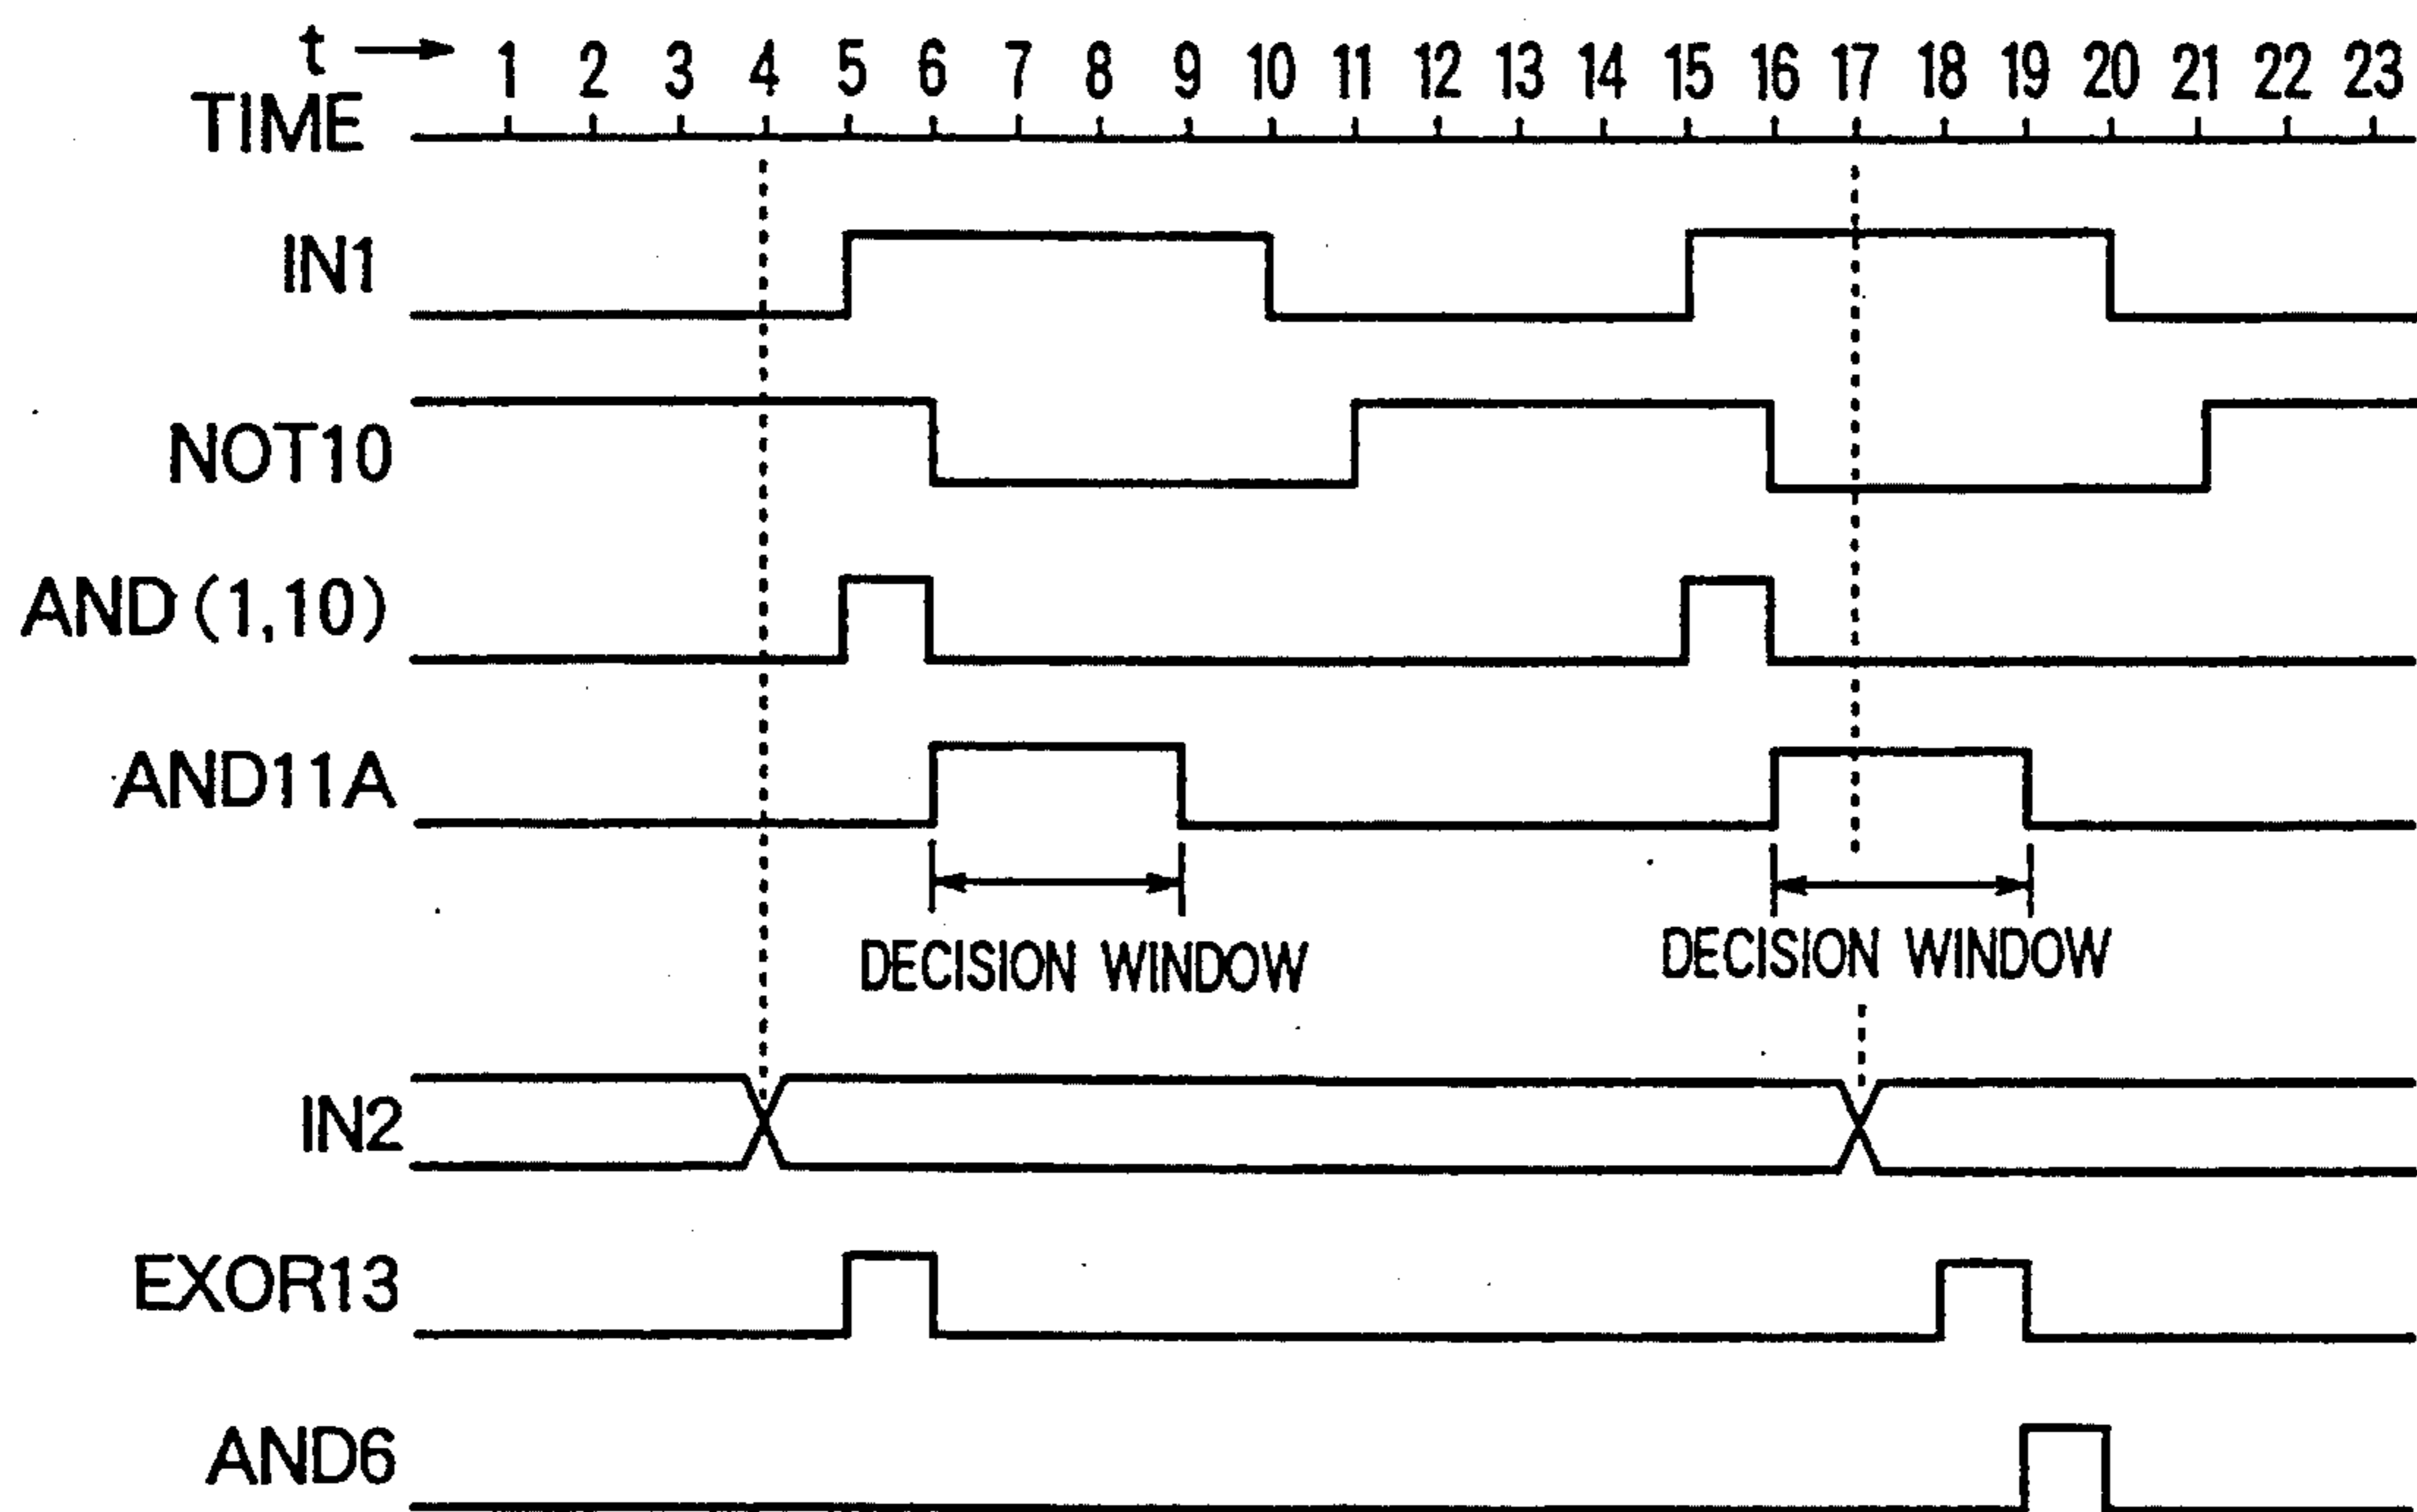 t 1 2 3 4 5 6 7 8 9 10 11 12 13 14 15 16 17 18 19 20 21 22 23
TIME
IN1
NOT10
AND(1,10)
AND11A
DECISION WINDOW DECISION WINDOW
IN2
EXOR13
AND6